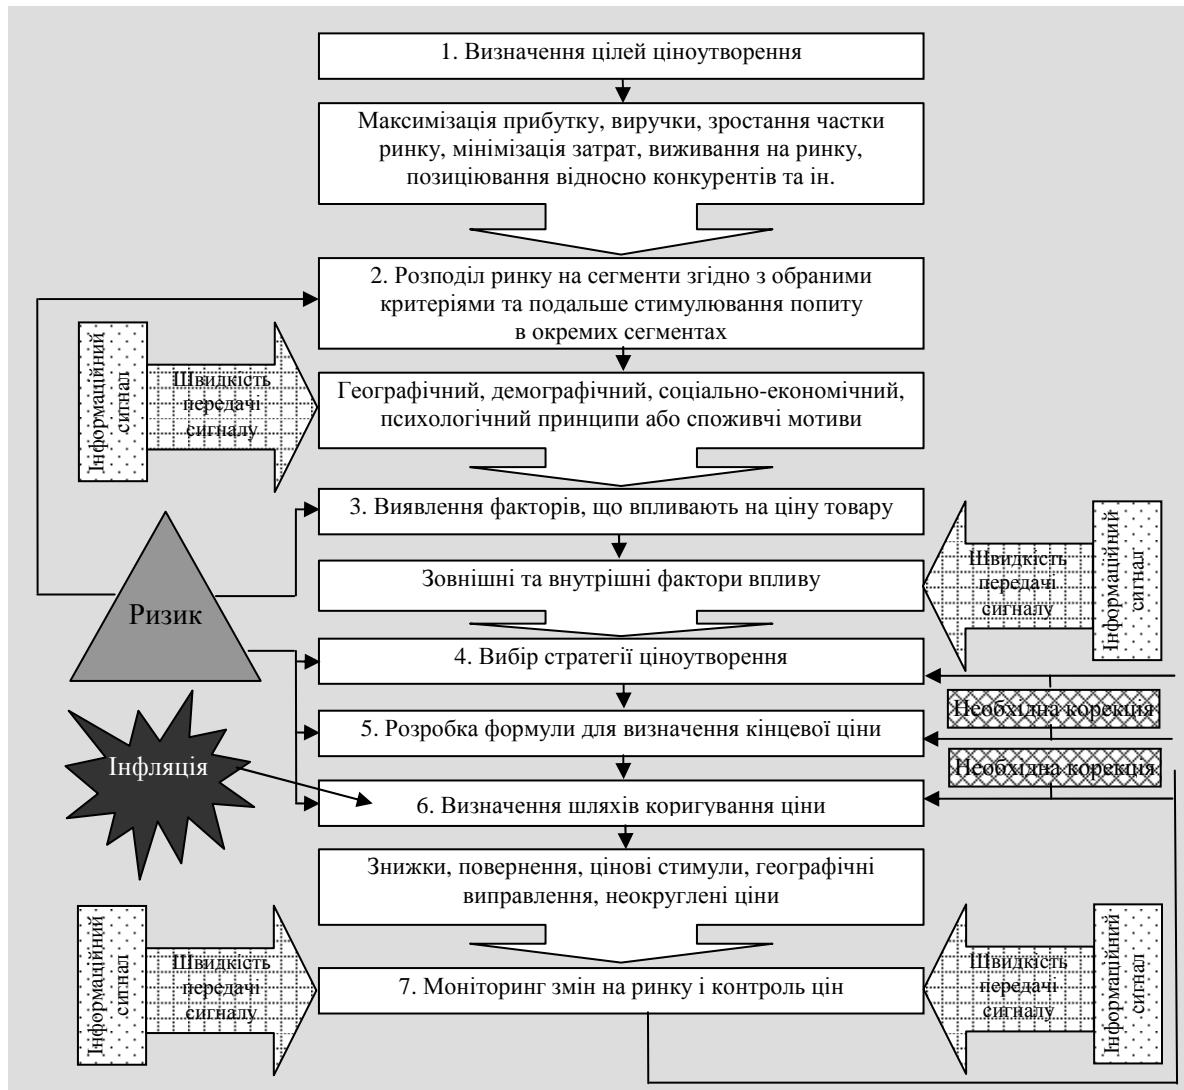 1. Визначення цілей ціноутворення
Максимізація прибутку, виручки, зростання частки
ринку, мінімізація затрат, виживання на ринку,
позиціювання відносно конкурентів та ін.
2. Розподіл ринку на сегменти згідно з обраними
критеріями та подальше стимулювання попиту
в окремих сегментах
Інформаційний
сигнал
Швидкість
передачі
сигналу
Географічний, демографічний, соціально-економічний,
психологічний принципи або споживчі мотиви
3. Виявлення факторів, що впливають на ціну товару
Зовнішні та внутрішні фактори впливу
Швидкість
передачі
сигналу
Інформаційний
сигнал
Ризик
4. Вибір стратегії ціноутворення
Необхідна корекція
5. Розробка формули для визначення кінцевої ціни
Необхідна корекція
Інфляція
6. Визначення шляхів коригування ціни
Знижки, повернення, цінові стимули, географічні
виправлення, неокруглені ціни
Інформаційний
сигнал
Швидкість
передачі
сигналу
7. Моніторинг змін на ринку і контроль цін
Швидкість
передачі
сигналу
Інформаційний
сигнал